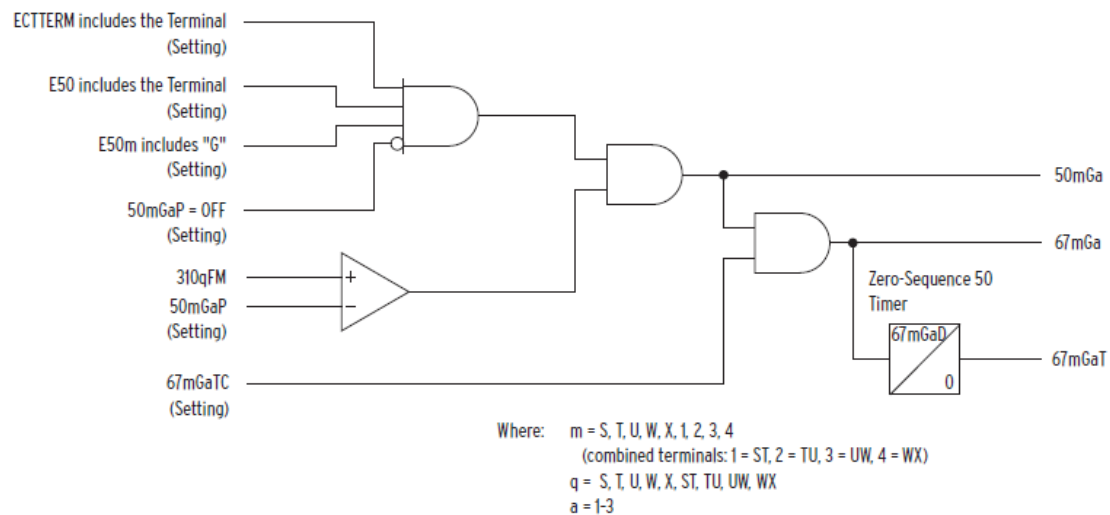 ECTTERM includes the Terminal
(Setting)
E50 includes the Terminal
(Setting)
E50m includes "G"
(Setting)
50mGaP = OFF
(Setting)
310qFM
+
50mGaP
–
(Setting)
67mGaTC
(Setting)
50mGa
67mGa
Zero-Sequence 50
Timer
67mGaD
0
67mGaT
Where: m = S, T, U, W, X, 1, 2, 3, 4
(combined terminals: 1 = ST, 2 = TU, 3 = UW, 4 = WX)
q = S, T, U, W, X, ST, TU, UW, WX
a = 1-3